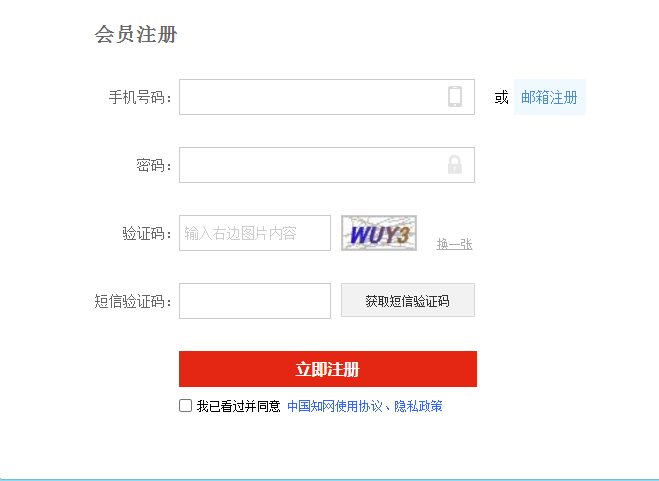 会员注册
手机号码： 或 邮箱注册
密码：
验证码： 输入右边图片内容 WUY3 换一张
短信验证码： 获取短信验证码
立即注册
我已看过并同意 中国知网使用协议、隐私政策